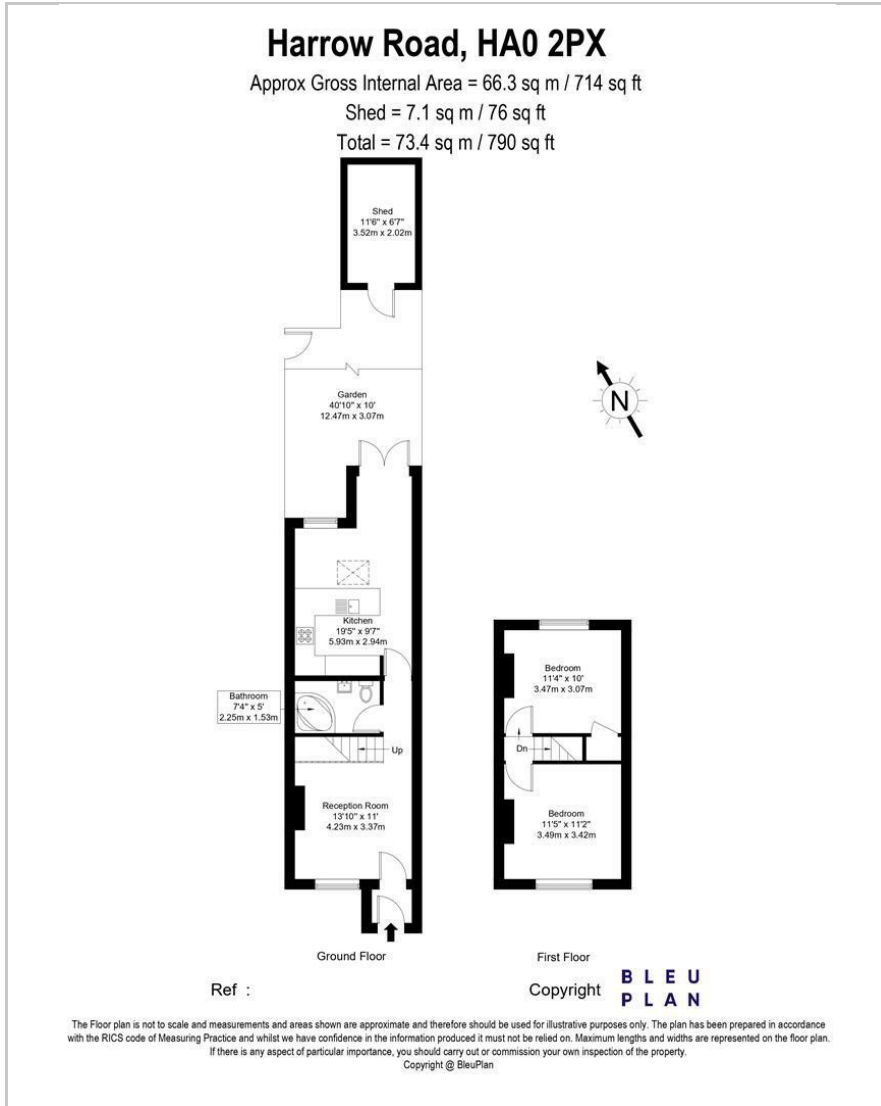 Harrow Road, HA0 2PX
Approx Gross Internal Area = 66.3 sq m / 714 sq ft
Shed = 7.1 sq m / 76 sq ft
Total = 73.4 sq m / 790 sq ft
Shed
11'6" x 6'7"
3.52m x 2.02m
Garden
40'10" x 10'
12.47m x 3.07m
N
Kitchen
19'5" x 9'7"
5.93m x 2.94m
Bathroom
7'4" x 5'
2.25m x 1.53m
Up
Reception Room
13'10" x 11'
4.23m x 3.37m
Ground Floor
Bedroom
11'4" x 10'
3.47m x 3.07m
Dn
Bedroom
11'5" x 11'2"
3.49m x 3.42m
First Floor
Ref :
Copyright
BLEU
PLAN
The Floor plan is not to scale and measurements and areas shown are approximate and therefore should be used for illustrative purposes only. The plan has been prepared in accordance
with the RICS code of Measuring Practice and whilst we have confidence in the information produced it must not be relied on. Maximum lengths and widths are represented on the floor plan.
If there is any aspect of particular importance, you should carry out or commission your own inspection of the property.
Copyright @ BleuPlan